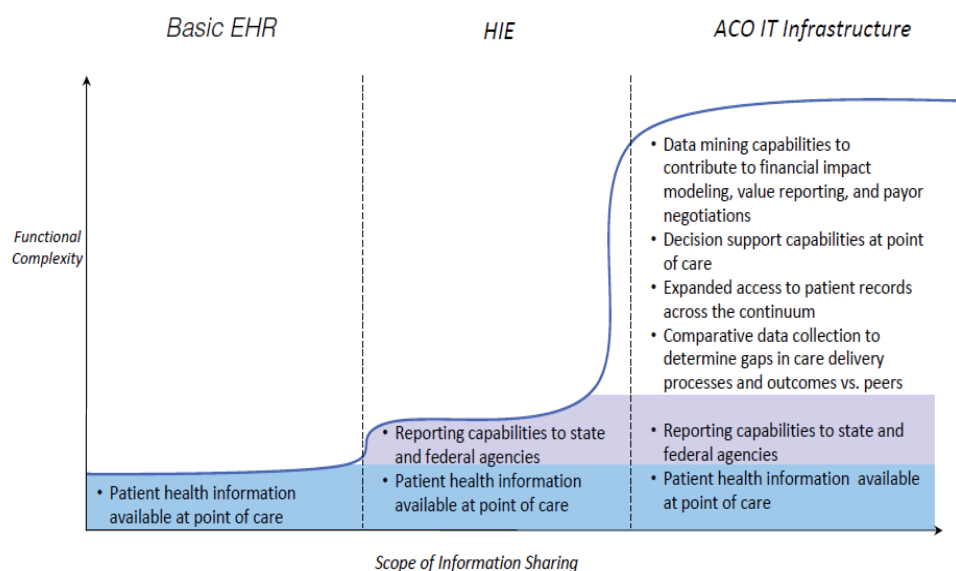 Basic EHR
HIE
ACO IT Infrastructure
Functional
Complexity
• Patient health information
available at point of care
• Reporting capabilities to state
and federal agencies
• Patient health information
available at point of care
• Data mining capabilities to
contribute to financial impact
modeling, value reporting, and payor
negotiations
• Decision support capabilities at point
of care
• Expanded access to patient records
across the continuum
• Comparative data collection to
determine gaps in care delivery
processes and outcomes vs. peers
• Reporting capabilities to state and
federal agencies
• Patient health information available
at point of care
Scope of Information Sharing